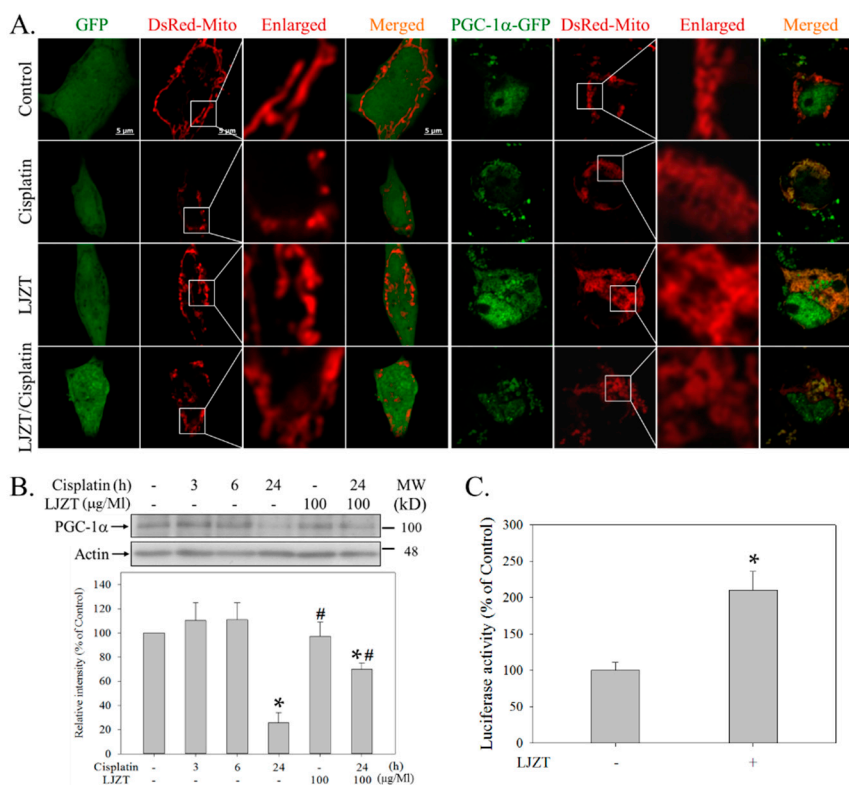 A.
GFP DsRed-Mito Enlarged Merged PGC-1α-GFP DsRed-Mito Enlarged Merged
Control
5 μm 5 μm 5 μm
Cisplatin
LJZT
LJZT/Cisplatin
B.
Cisplatin (h) - 3 6 24 - 24 MW
LJZT (μg/Ml) 100 100 (kD)
PGC-1α 100
Actin 48
Relative intensity (% of Control)
140
120
100
80
60
40
20
0
* # *#
Cisplatin - 3 6 24 - 24 (h)
LJZT - - - - 100 100 (μg/Ml)
C.
Luciferase activity (% of Control)
300
250
200
150
100
50
0
*
LJZT - +